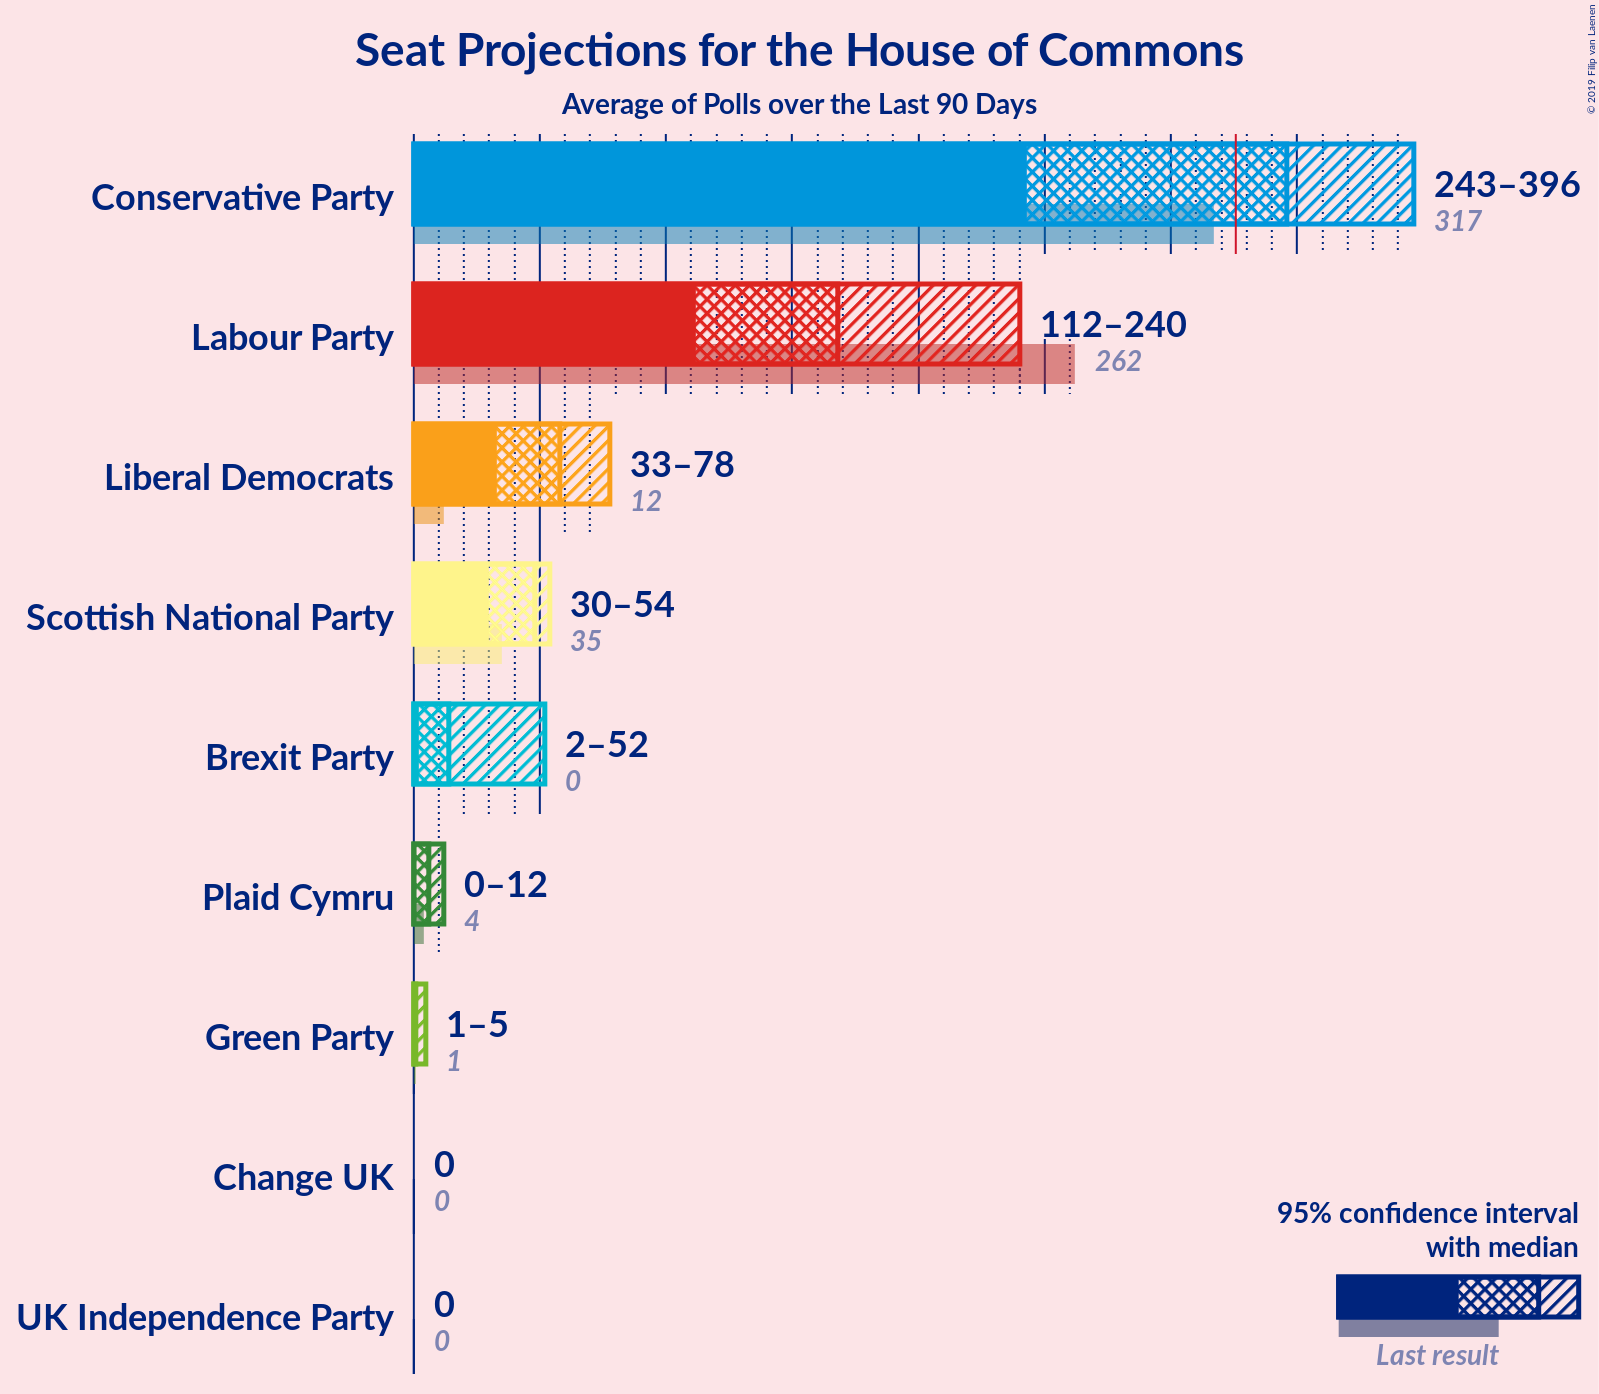 © 2019 Filip van Laenen
Seat Projections for the House of Commons
Average of Polls over the Last 90 Days
Conservative Party
243–396
317
Labour Party
112–240
262
Liberal Democrats
33–78
12
Scottish National Party
30–54
35
Brexit Party
2–52
0
Plaid Cymru
0–12
4
Green Party
1–5
1
Change UK
0
0
UK Independence Party
0
0
95% confidence interval
with median
Last result